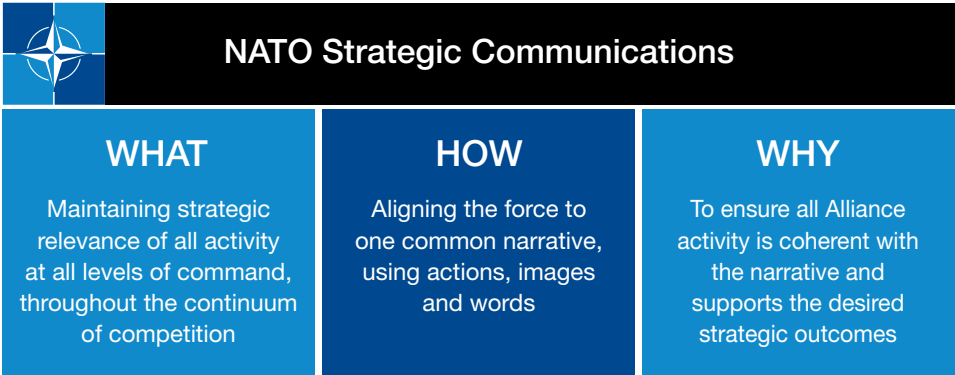 NATO Strategic Communications
WHAT
Maintaining strategic
relevance of all activity
at all levels of command,
throughout the continuum
of competition
HOW
Aligning the force to
one common narrative,
using actions, images
and words
WHY
To ensure all Alliance
activity is coherent with
the narrative and
supports the desired
strategic outcomes